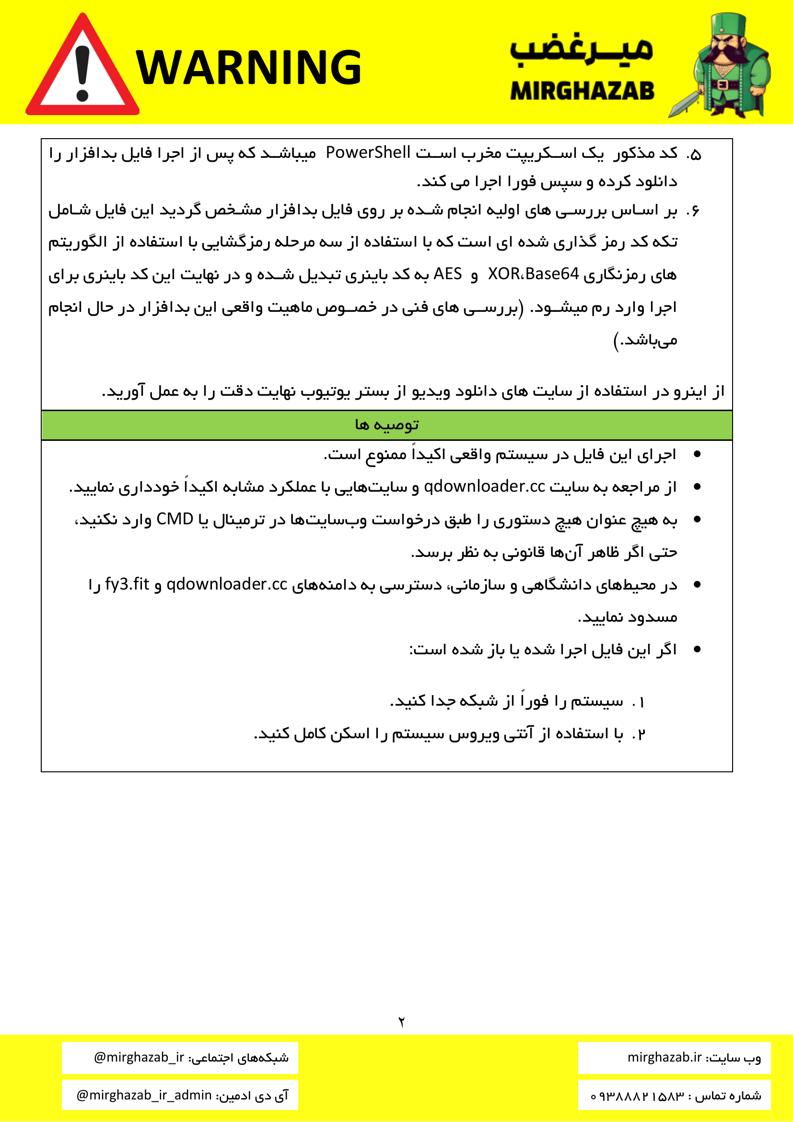 WARNING
میرغضب
MIRGHAZAB
۵. کد مذکور یک اسکریپت مخرب است PowerShell میباشد که پس از اجرا فایل بدافزار را
دانلود کرده و سپس فورا اجرا می کند.
۶. بر اساس بررسی های اولیه انجام شده بر روی فایل بدافزار مشخص گردید این فایل شامل
تکه کد رمز گذاری شده ای است که با استفاده از سه مرحله رمزگشایی با استفاده از الگوریتم
های رمزنگاری XOR،Base64 و AES به کد باینری تبدیل شده و در نهایت این کد باینری برای
اجرا وارد رم میشود. (بررسی های فنی در خصوص ماهیت واقعی این بدافزار در حال انجام
می‌باشد.)
از اینرو در استفاده از سایت های دانلود ویدیو از بستر یوتیوب نهایت دقت را به عمل آورید.
توصیه ها
• اجرای این فایل در سیستم واقعی اکیداً ممنوع است.
• از مراجعه به سایت qdownloader.cc و سایت‌هایی با عملکرد مشابه اکیداً خودداری نمایید.
• به هیچ عنوان هیچ دستوری را طبق درخواست وب‌سایت‌ها در ترمینال یا CMD وارد نکنید،
حتی اگر ظاهر آن‌ها قانونی به نظر برسد.
• در محیط‌های دانشگاهی و سازمانی، دسترسی به دامنه‌های qdownloader.cc و fy3.fit را
مسدود نمایید.
• اگر این فایل اجرا شده یا باز شده است:
۱. سیستم را فوراً از شبکه جدا کنید.
۲. با استفاده از آنتی ویروس سیستم را اسکن کامل کنید.
۲
وب سایت: mirghazab.ir
شبکه‌های اجتماعی: @mirghazab_ir
شماره تماس : ۰۹۳۸۸۸۲۱۵۸۳
آی دی ادمین: @mirghazab_ir_admin